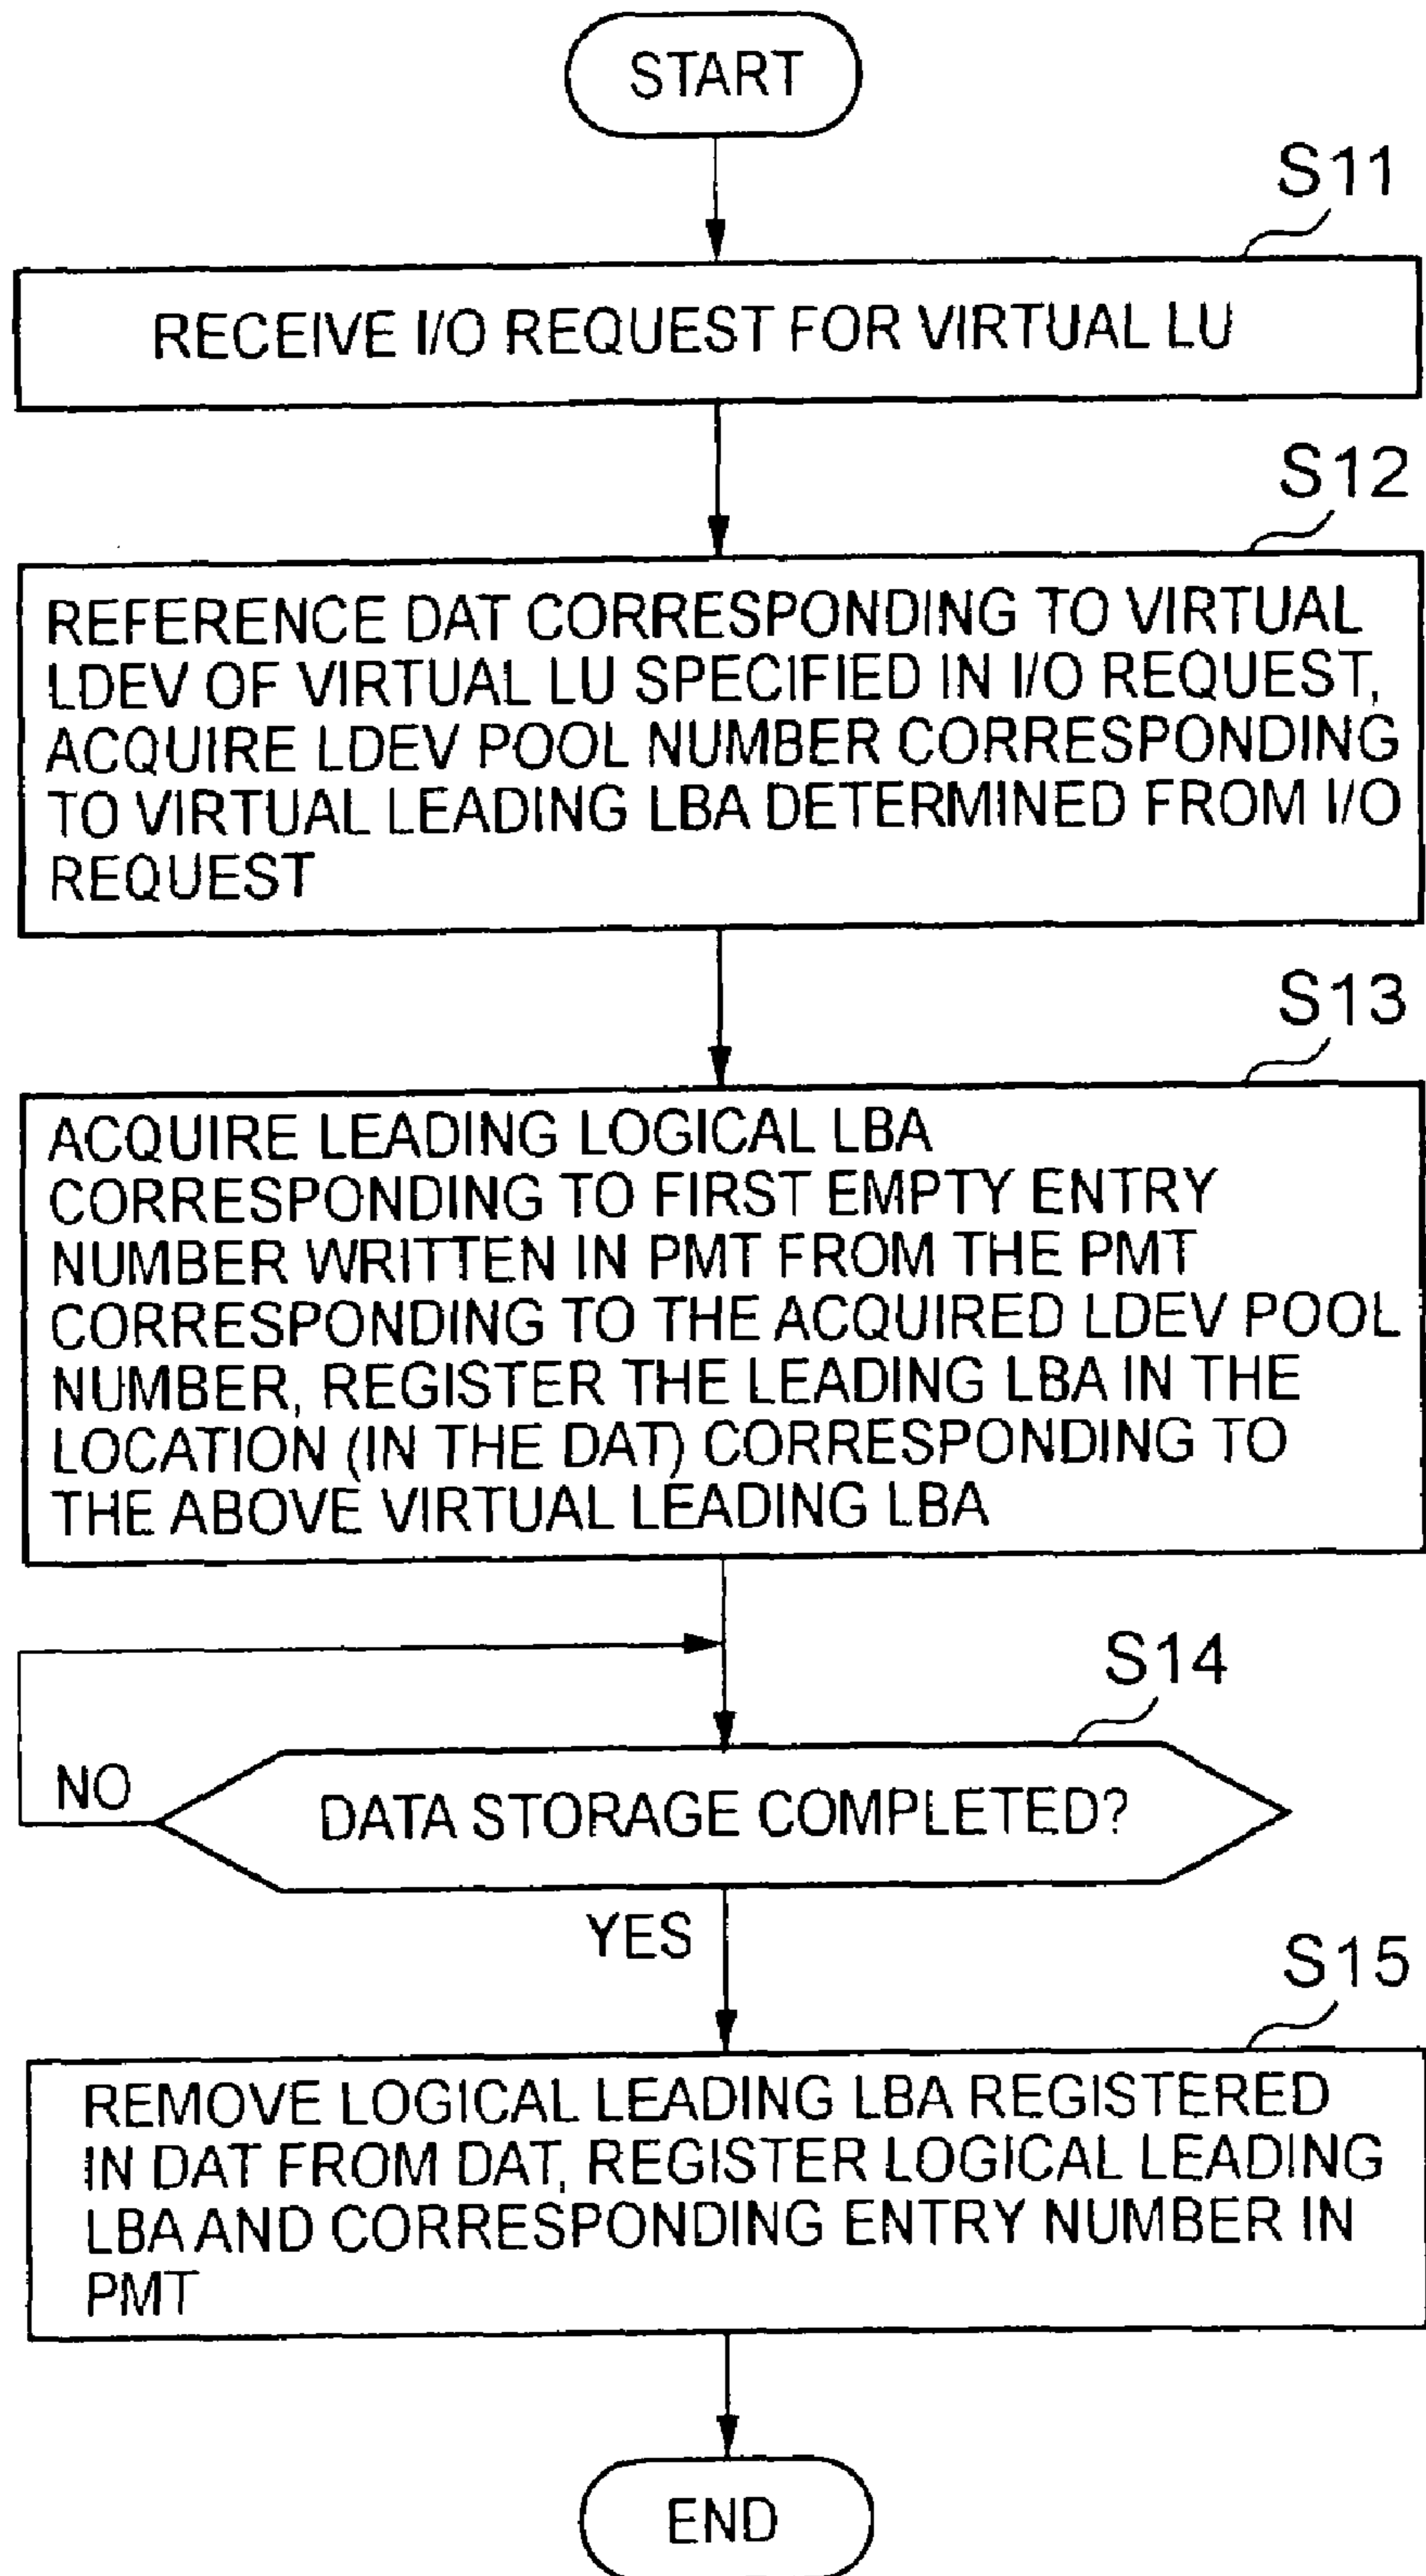 START
S11
RECEIVE I/O REQUEST FOR VIRTUAL LU
S12
REFERENCE DAT CORRESPONDING TO VIRTUAL
LDEV OF VIRTUAL LU SPECIFIED IN I/O REQUEST,
ACQUIRE LDEV POOL NUMBER CORRESPONDING
TO VIRTUAL LEADING LBA DETERMINED FROM I/O
REQUEST
S13
ACQUIRE LEADING LOGICAL LBA
CORRESPONDING TO FIRST EMPTY ENTRY
NUMBER WRITTEN IN PMT FROM THE PMT
CORRESPONDING TO THE ACQUIRED LDEV POOL
NUMBER, REGISTER THE LEADING LBA IN THE
LOCATION (IN THE DAT) CORRESPONDING TO
THE ABOVE VIRTUAL LEADING LBA
S14
NO
DATA STORAGE COMPLETED?
YES
S15
REMOVE LOGICAL LEADING LBA REGISTERED
IN DAT FROM DAT, REGISTER LOGICAL LEADING
LBA AND CORRESPONDING ENTRY NUMBER IN
PMT
END